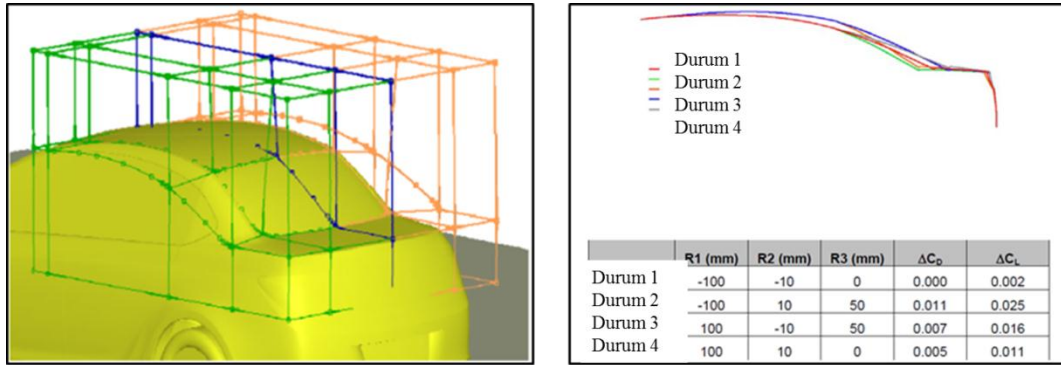 Durum 1
Durum 2
Durum 3
Durum 4
R1 (mm) R2 (mm) R3 (mm) ΔCD ΔCL
Durum 1 -100 -10 0 0.000 0.002
Durum 2 -100 10 50 0.011 0.025
Durum 3 100 -10 50 0.007 0.016
Durum 4 100 10 0 0.005 0.011